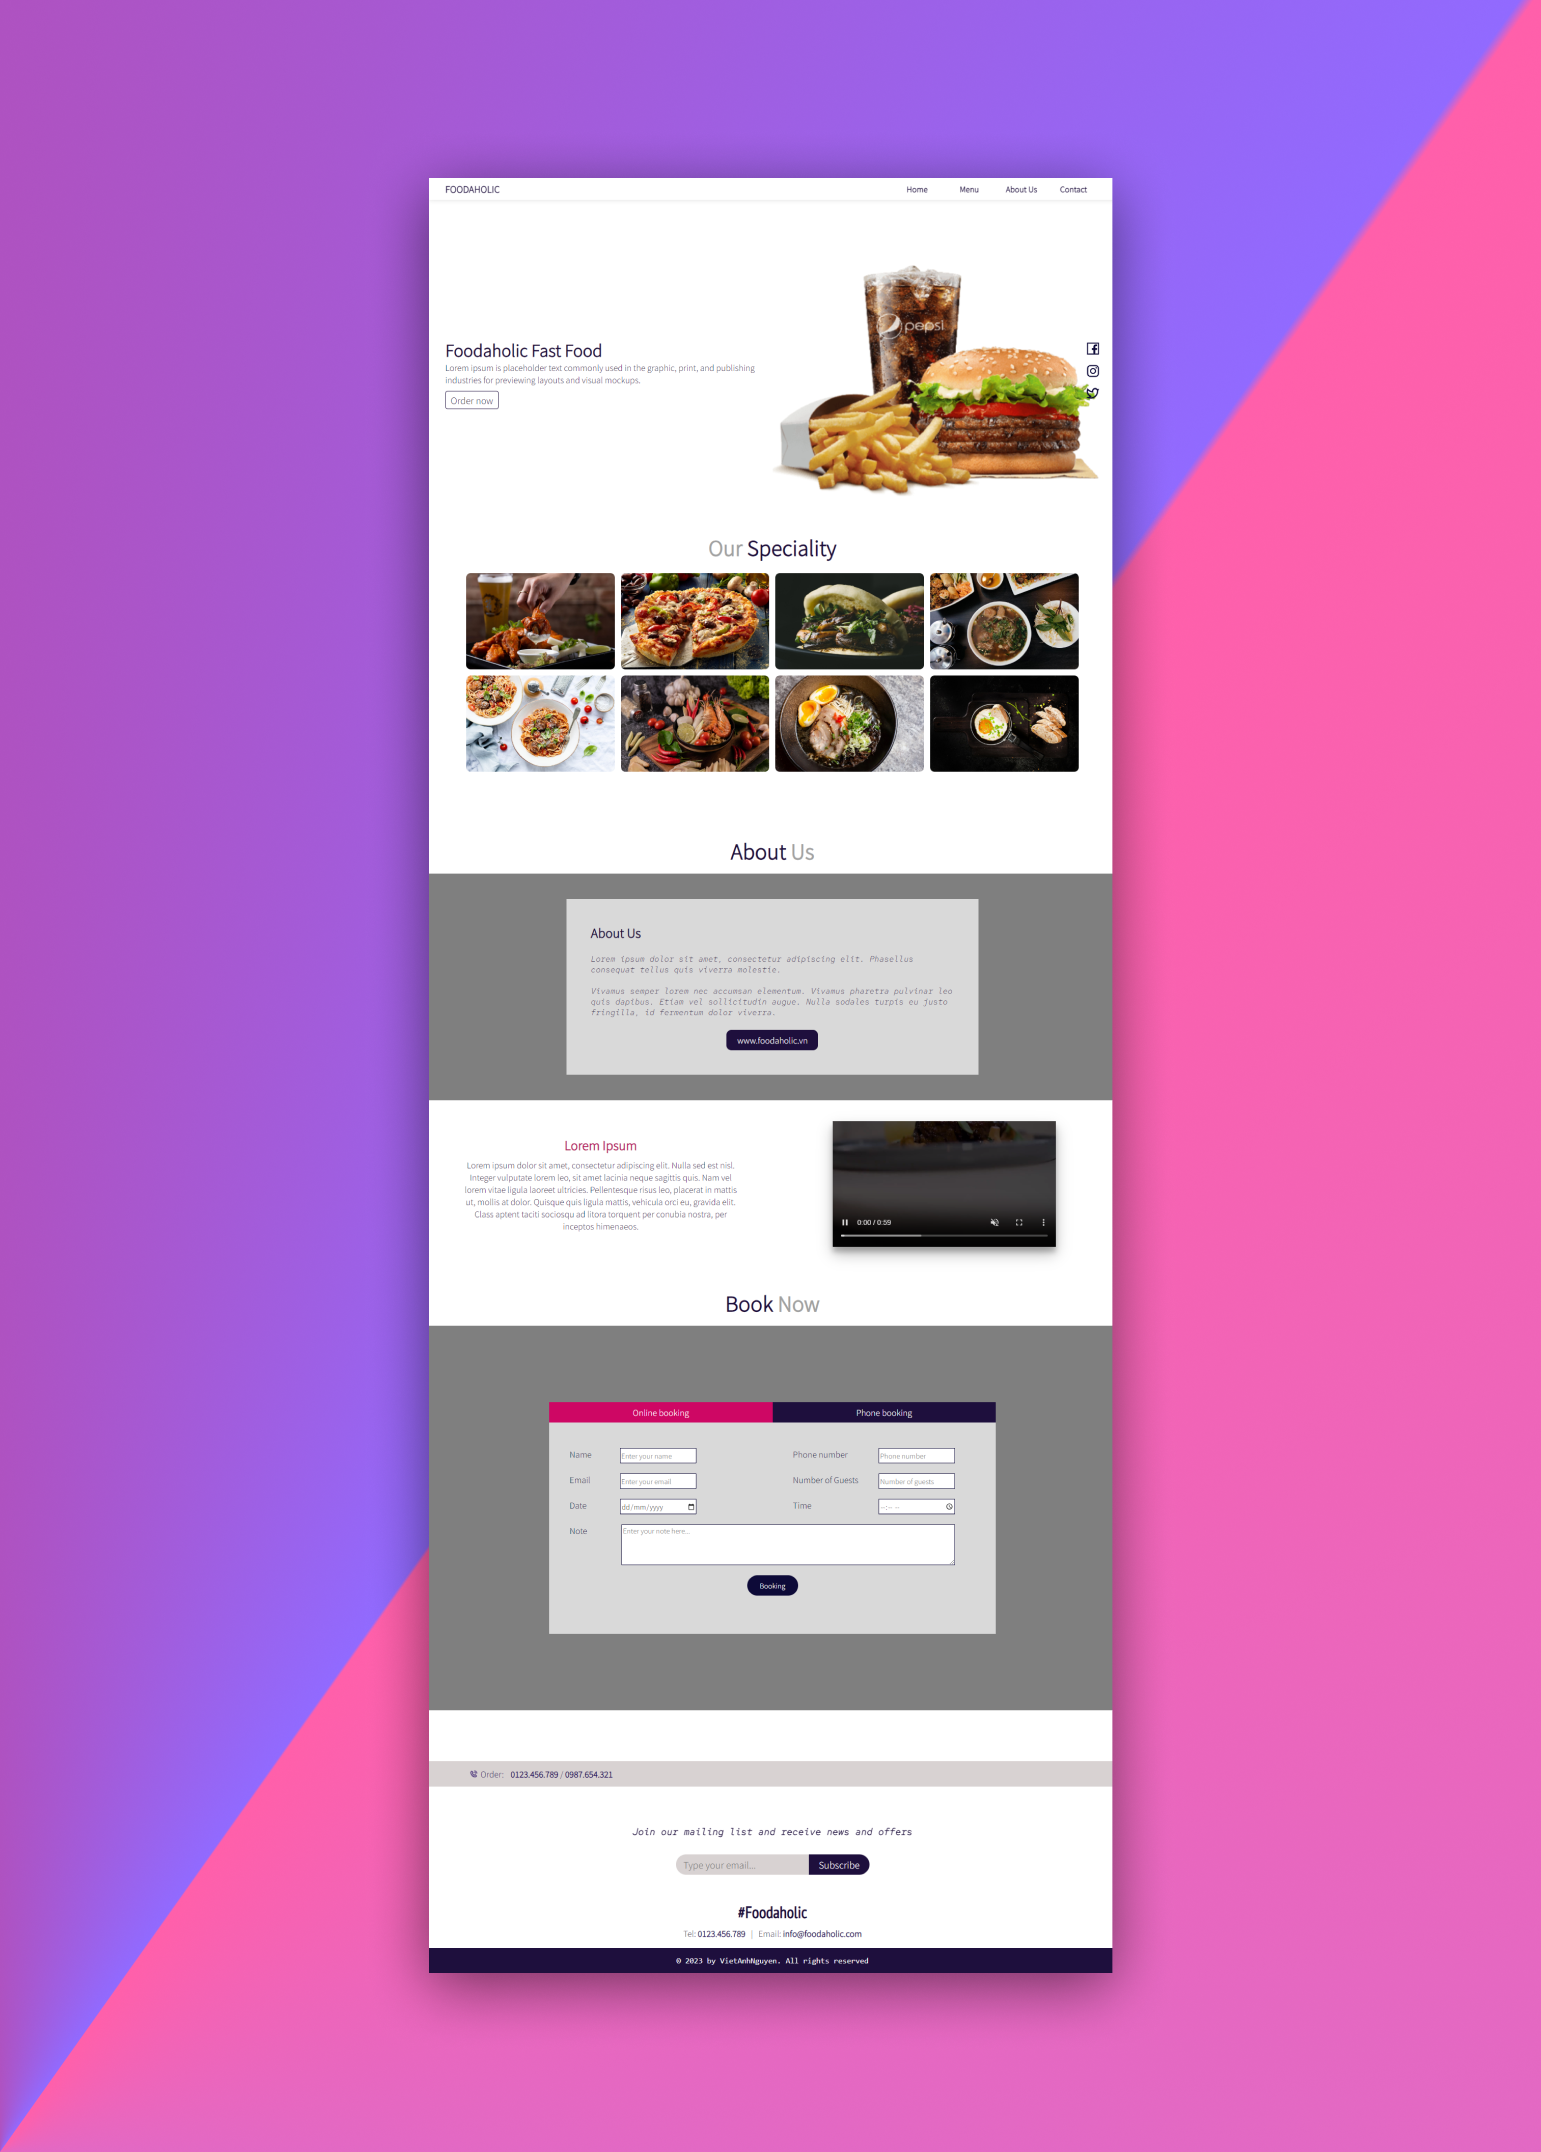 FOODAHOLIC
Home Menu About Us Contact
pepsi
Foodaholic Fast Food
Lorem ipsum is placeholder text commonly used in the graphic, print, and publishing
industries for previewing layouts and visual mockups.
Order now
Our Speciality
About Us
About Us
Lorem ipsum dolor sit amet, consectetur adipiscing elit. Phasellus
consequat tellus quis viverra molestie.
Vivamus semper lorem nec accumsan elementum. Vivamus pharetra pulvinar leo
quis dapibus. Etiam vel sollicitudin augue. Nulla sodales turpis eu justo
fringilla, id fermentum dolor viverra.
www.foodaholic.vn
Lorem Ipsum
Lorem ipsum dolor sit amet, consectetur adipiscing elit. Nulla sed est nisl.
Integer vulputate lorem leo, sit amet lacinia neque sagittis quis. Nam vel
lorem vitae ligula laoreet ultricies. Pellentesque risus leo, placerat in mattis
ut, mollis at dolor. Quisque quis ligula mattis, vehicula orci eu, gravida elit.
Class aptent taciti sociosqu ad litora torquent per conubia nostra, per
inceptos himenaeos.
0:00 / 0:59
Book Now
Online booking Phone booking
Name Enter your name Phone number Phone number
Email Enter your email Number of Guests Number of guests
Date dd/mm/yyyy Time --:-- --
Note Enter your note here...
Booking
Order: 0123.456.789 / 0987.654.321
Join our mailing list and receive news and offers
Type your email... Subscribe
#Foodaholic
Tel: 0123.456.789 | Email: info@foodaholic.com
© 2023 by VietAnhNguyen. All rights reserved